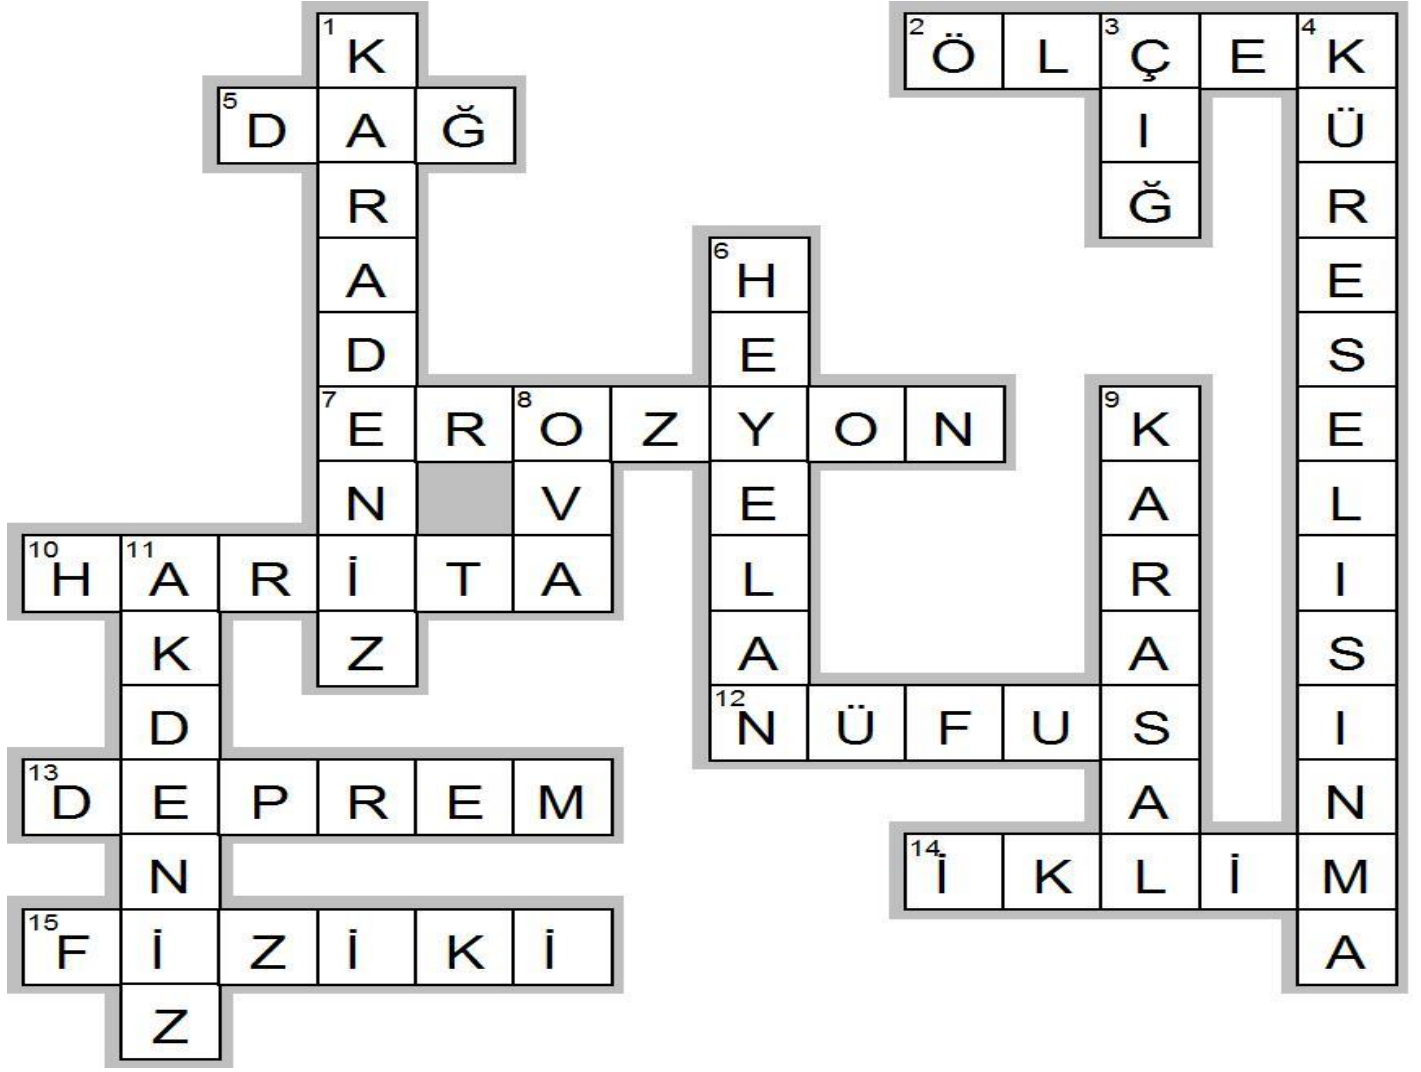 1 KARADENİZ
2 ÖLÇEK
3 ÇIĞ
4 KÜRESELISINMA
5 DAĞ
6 HEYELAN
7 EROZYON
8 OVA
9 KARASAL
10 HARİTA
11 AKDENİZ
12 NÜFUS
13 DEPREM
14 İKLİM
15 FİZİKİ